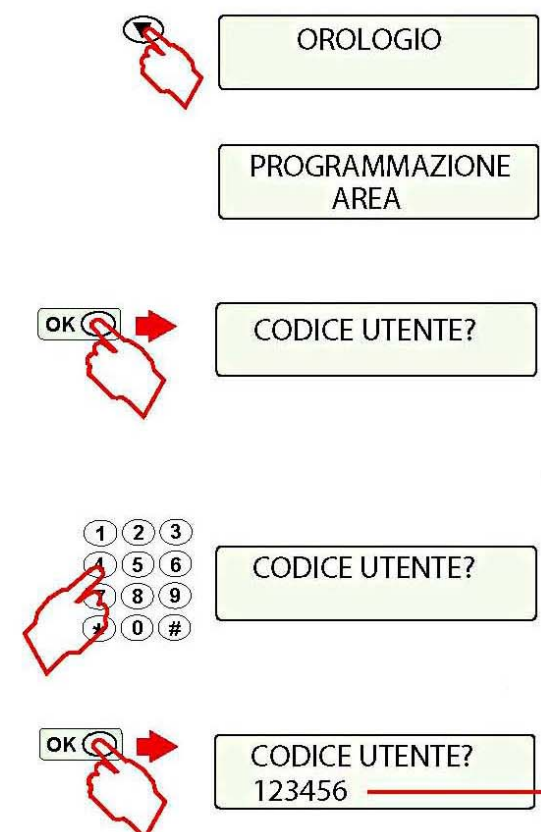 OROLOGIO
PROGRAMMAZIONE
AREA
OK
CODICE UTENTE?
1 2 3
4 5 6
7 8 9
* 0 #
CODICE UTENTE?
OK
CODICE UTENTE?
123456